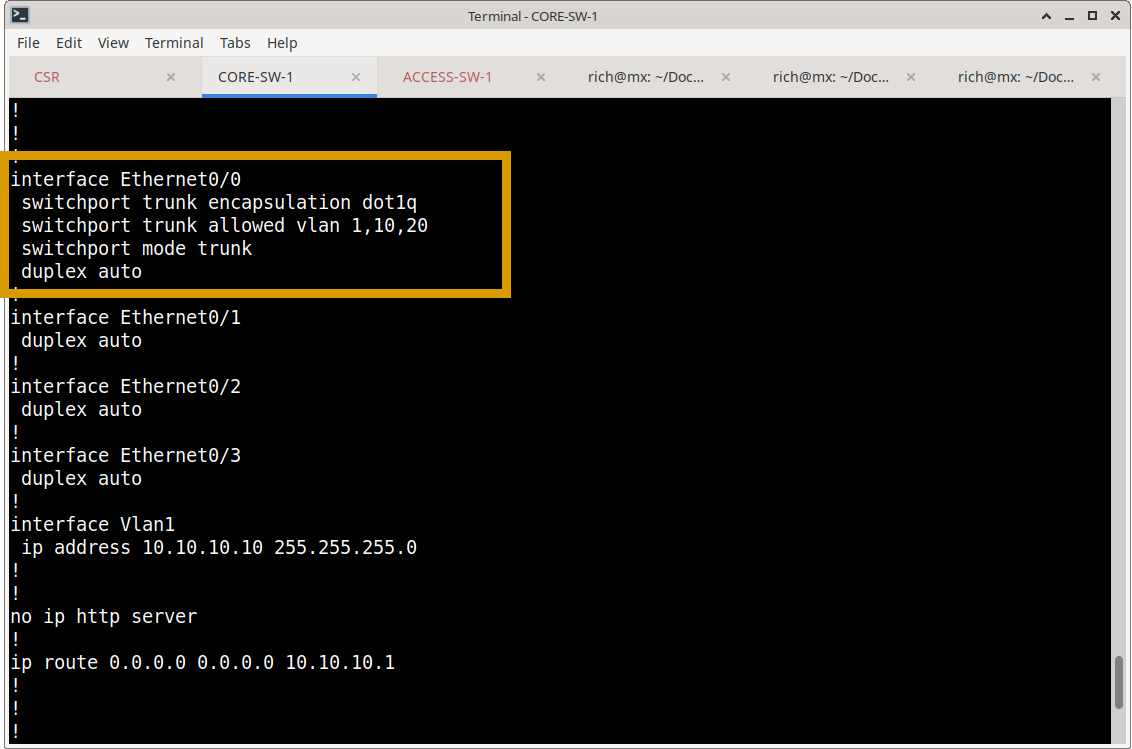 Terminal - CORE-SW-1
File Edit View Terminal Tabs Help
CSR CORE-SW-1 ACCESS-SW-1 rich@mx: ~/Doc... rich@mx: ~/Doc... rich@mx: ~/Doc...
!
!
!
interface Ethernet0/0
 switchport trunk encapsulation dot1q
 switchport trunk allowed vlan 1,10,20
 switchport mode trunk
 duplex auto
!
interface Ethernet0/1
 duplex auto
!
interface Ethernet0/2
 duplex auto
!
interface Ethernet0/3
 duplex auto
!
interface Vlan1
 ip address 10.10.10.10 255.255.255.0
!
!
no ip http server
!
ip route 0.0.0.0 0.0.0.0 10.10.10.1
!
!
!